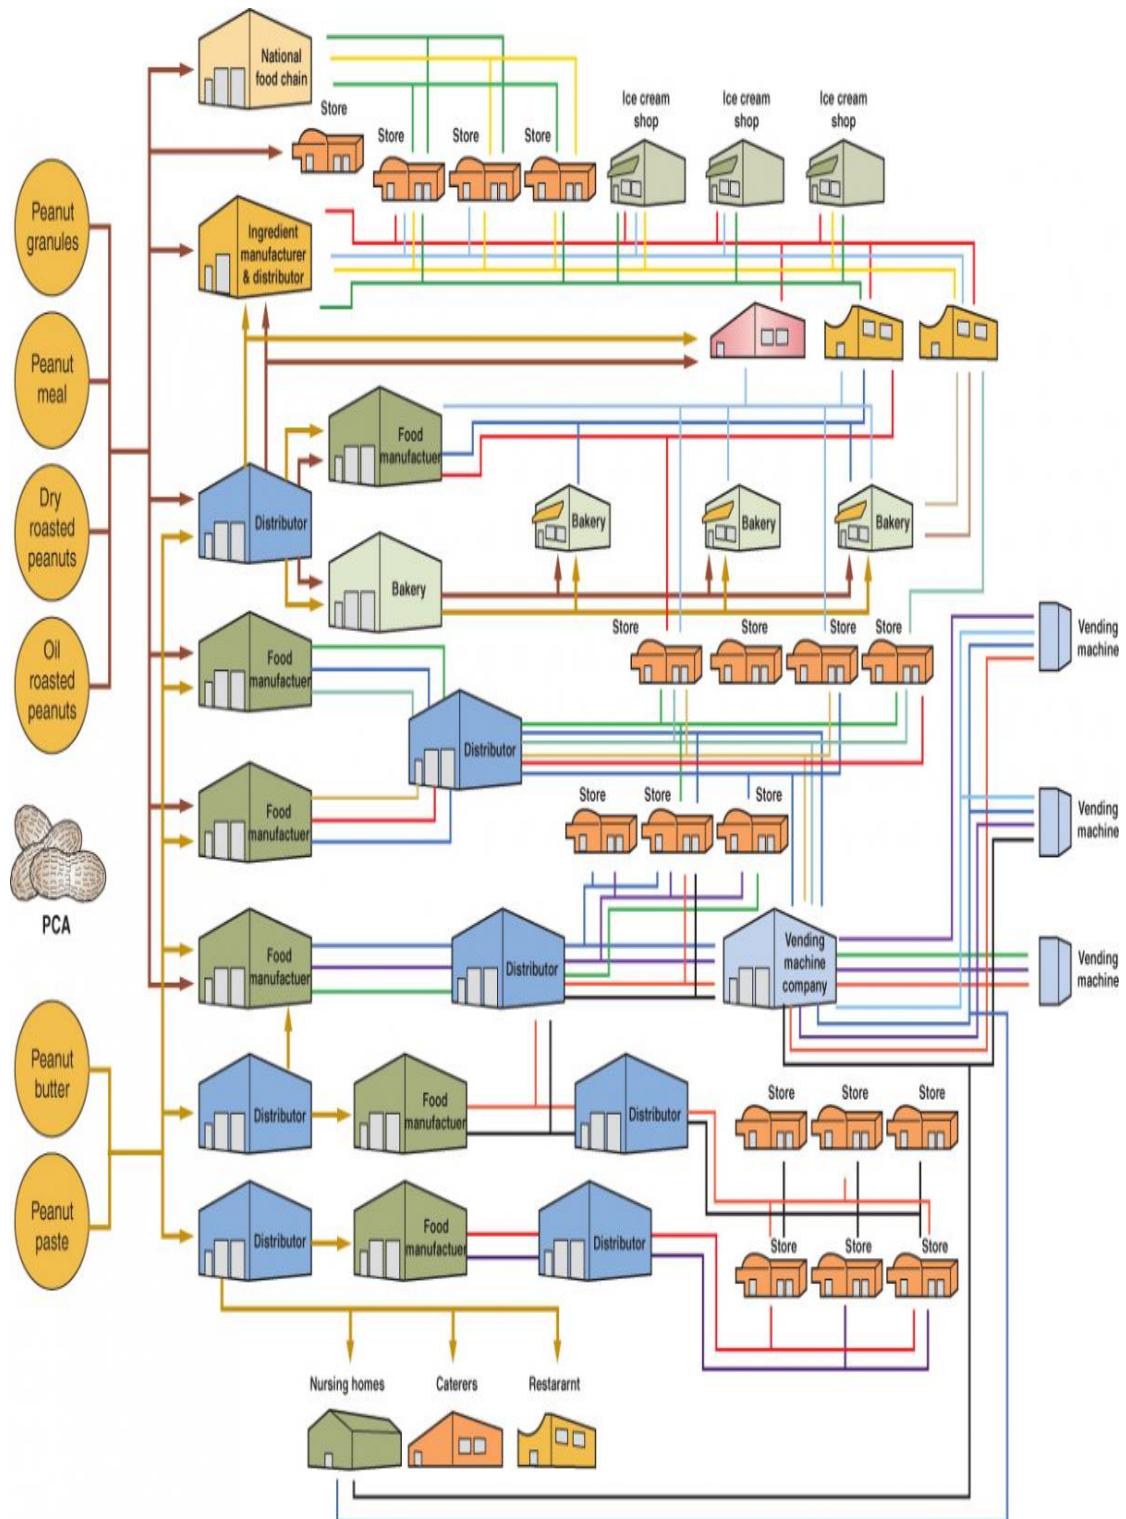 National
food chain
Store
Store
Store
Store
Ice cream
shop
Ice cream
shop
Ice cream
shop
Peanut
granules
Ingredient
manufacturer
& distributor
Peanut
meal
Food
manufactuer
Dry
roasted
peanuts
Distributor
Bakery
Bakery
Bakery
Bakery
Oil
roasted
peanuts
Food
manufactuer
Store
Store
Store
Store
Vending
machine
Distributor
Food
manufactuer
Store
Store
Store
Vending
machine
PCA
Food
manufactuer
Distributor
Vending
machine
company
Vending
machine
Peanut
butter
Distributor
Food
manufactuer
Distributor
Store
Store
Store
Peanut
paste
Distributor
Food
manufactuer
Distributor
Store
Store
Store
Nursing homes
Caterers
Restararnt